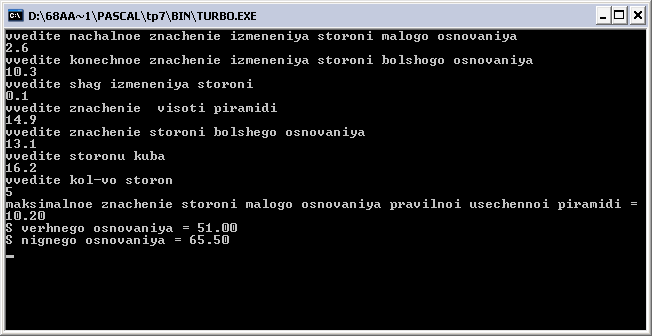 D:\68AA~1\PASCAL\tp7\BIN\TURBO.EXE
vvedite nachalnoe znachenie izmeneniya storoni malogo osnovaniya
2.6
vvedite konechnoe znachenie izmeneniya storoni bolshogo osnovaniya
10.3
vvedite shag izmeneniya storoni
0.1
vvedite znachenie  visoti piramidi
14.9
vvedite znachenie storoni bolshego osnovaniya
13.1
vvedite storonu kuba
16.2
vvedite kol-vo storon
5
maksimalnoe znachenie storoni malogo osnovaniya pravilnoi usechennoi piramidi =
10.20
S verhnego osnovaniya = 51.00
S nignego osnovaniya = 65.50